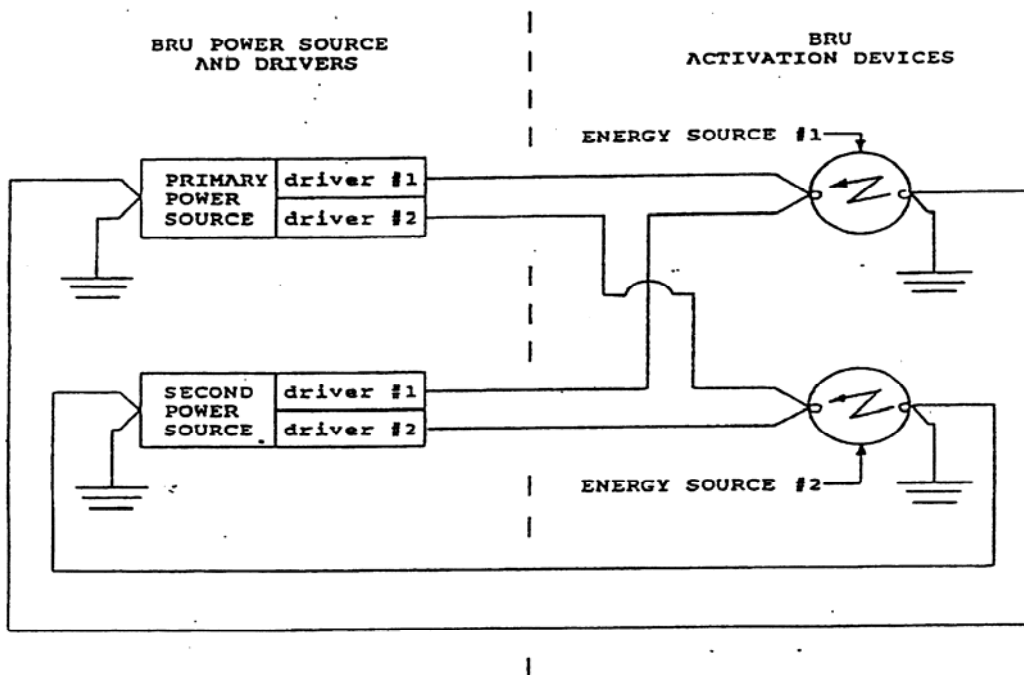 BRU POWER SOURCE
AND DRIVERS
BRU
ACTIVATION DEVICES
ENERGY SOURCE #1
PRIMARY
POWER
SOURCE
driver #1
driver #2
SECOND
POWER
SOURCE
driver #1
driver #2
ENERGY SOURCE #2